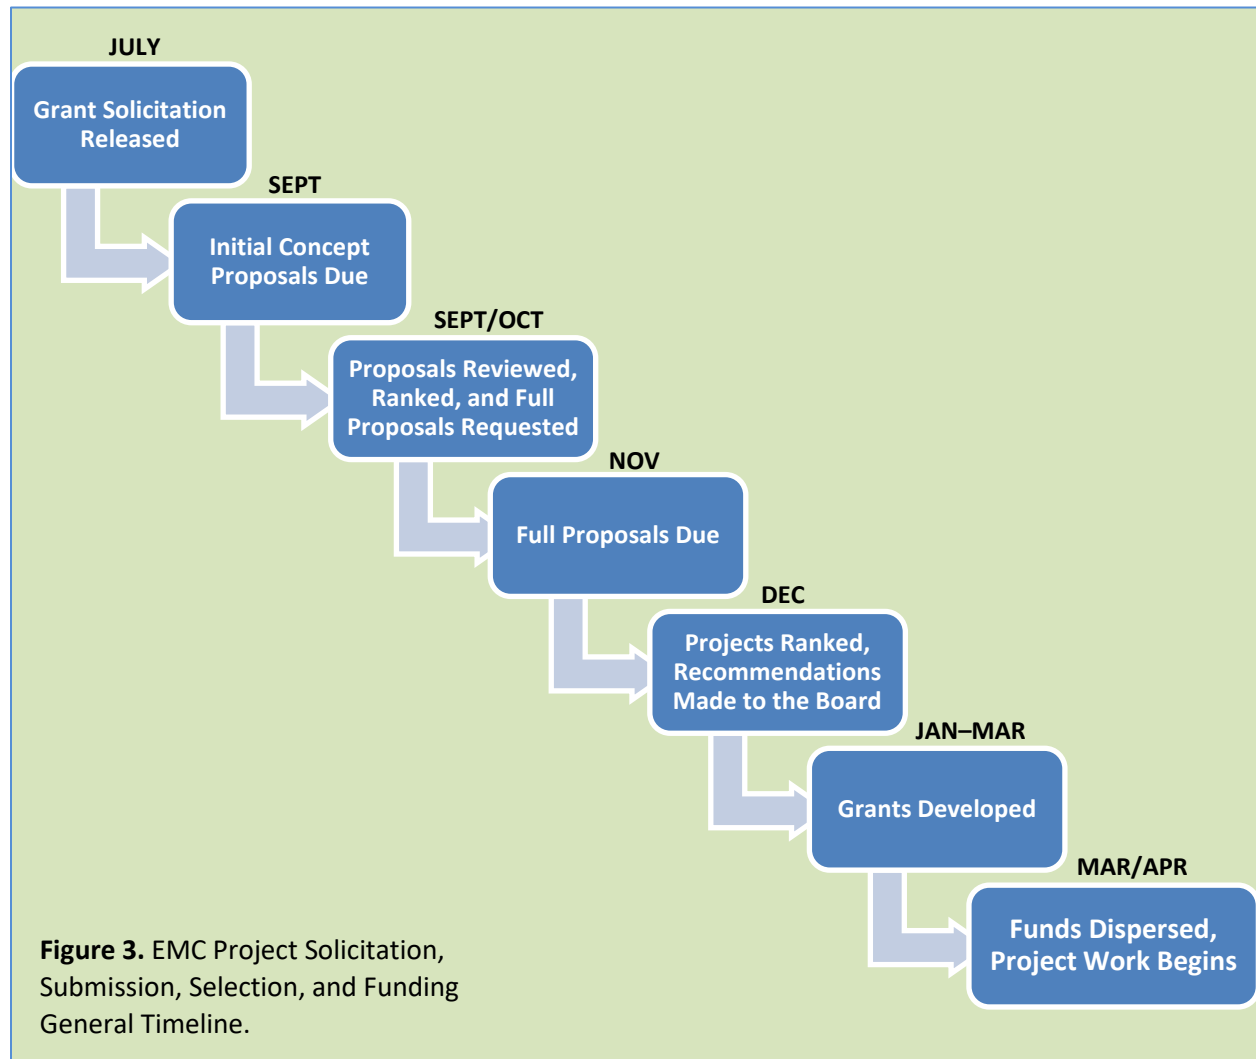 JULY
Grant Solicitation
Released
SEPT
Initial Concept
Proposals Due
SEPT/OCT
Proposals Reviewed,
Ranked, and Full
Proposals Requested
NOV
Full Proposals Due
DEC
Projects Ranked,
Recommendations
Made to the Board
JAN–MAR
Grants Developed
MAR/APR
Funds Dispersed,
Project Work Begins
Figure 3. EMC Project Solicitation,
Submission, Selection, and Funding
General Timeline.